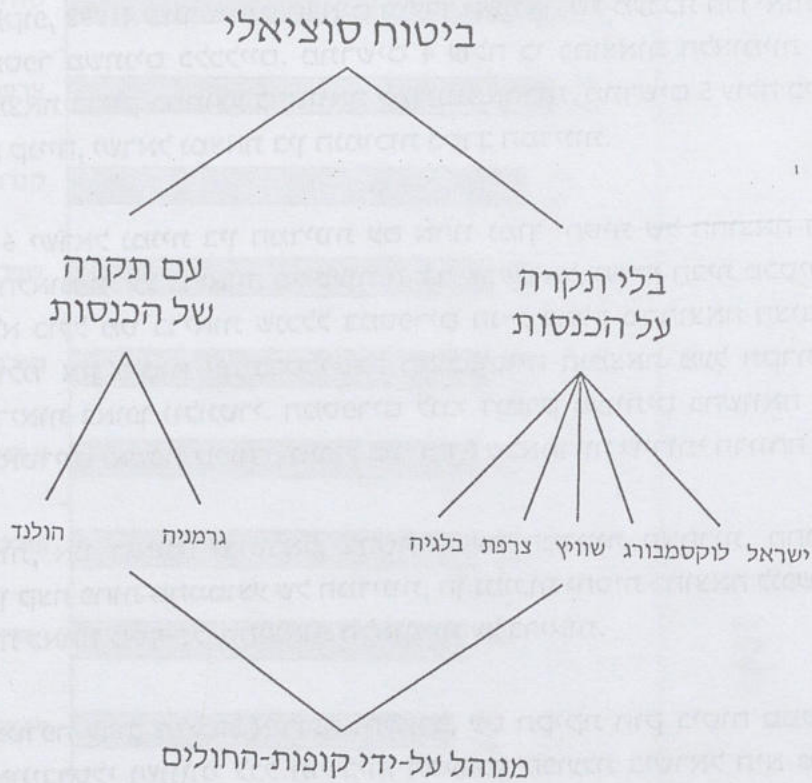 ביטוח סוציאלי
עם תקרה
של הכנסות
בלי תקרה
על הכנסות
הולנד
גרמניה
בלגיה
צרפת
שוויץ
לוקסמבורג
ישראל
מנוהל על-ידי קופות-החולים